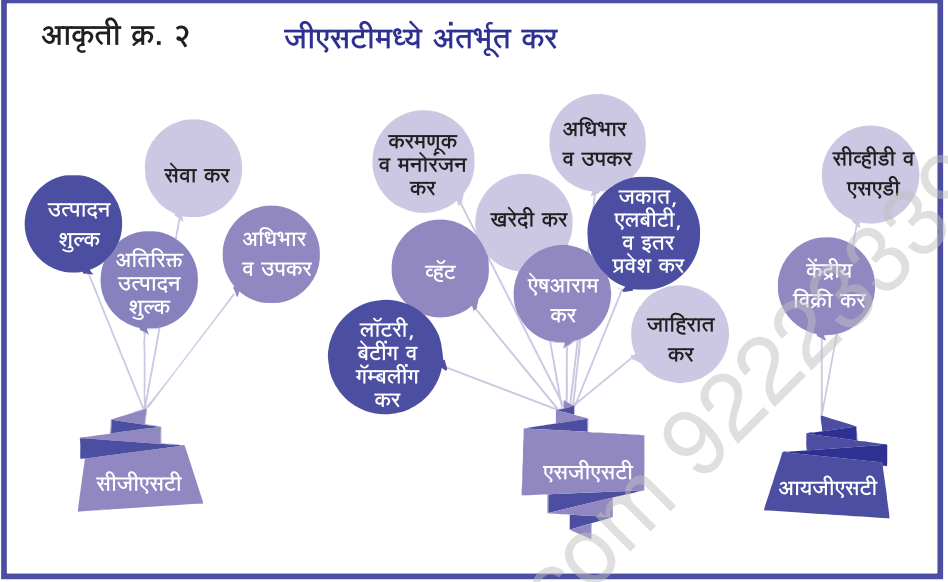 आकृती क्र. २
जीएसटीमध्ये अंतर्भूत कर
सेवा कर
उत्पादन
शुल्क
अतिरिक्त
उत्पादन
शुल्क
अधिभार
व उपकर
सीजीएसटी
करमणूक
व मनोरंजन
कर
अधिभार
व उपकर
खरेदी कर
जकात,
एलबीटी,
व इतर
प्रवेश कर
व्हॅट
ऐषआराम
कर
लॉटरी,
बेटींग व
गॅम्बलींग
कर
जाहिरात
कर
एसजीएसटी
सीव्हीडी व
एसएडी
केंद्रीय
विक्री कर
आयजीएसटी